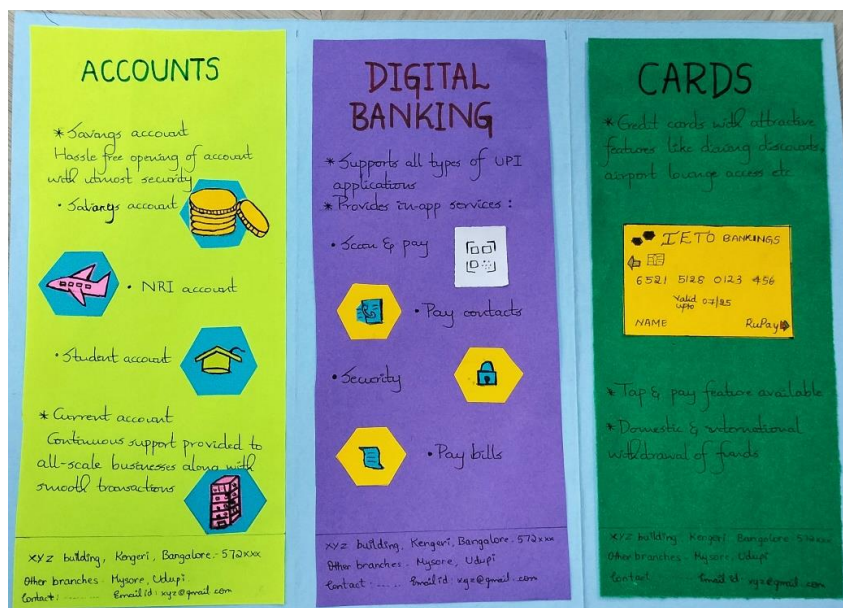 ACCOUNTS
* Savings account
Hassle free opening of account
with utmost security
• Savings account
• NRI account
• Student account
* Current account
Continuous support provided to
all-scale businesses along with
smooth transactions
xyz building, Kengeri, Bangalore - 572xxx
Other branches - Mysore, Udupi
Contact : ...... Email id : xyz@gmail.com
DIGITAL
BANKING
* Supports all types of UPI
applications
* Provides in-app services :
• Scan & pay
• Pay contacts
• Security
• Pay bills
xyz building, Kengeri, Bangalore - 572xxx
Other branches - Mysore, Udupi
Contact : ..... Email id : xyz@gmail.com
CARDS
* Credit cards with attractive
features like dining discounts,
airport lounge access etc
IETO BANKINGS
6521 5128 0123 456
Valid
upto 07/25
NAME RuPay
* Tap & pay feature available
* Domestic & international
withdrawal of funds
xyz building Kengeri Bangalore - 572xxx
Other branches - Mysore, Udupi
Contact ...... Email id xyz@gmail.com